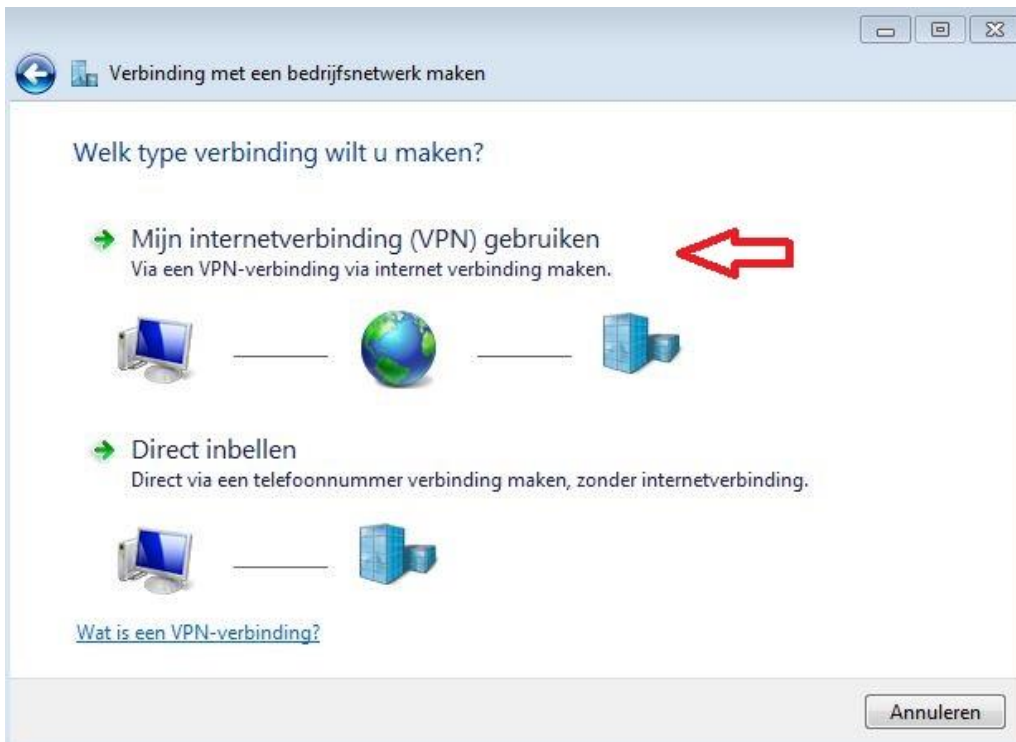 Verbinding met een bedrijfsnetwerk maken
Welk type verbinding wilt u maken?
Mijn internetverbinding (VPN) gebruiken
Via een VPN-verbinding via internet verbinding maken.
Direct inbellen
Direct via een telefoonnummer verbinding maken, zonder internetverbinding.
Wat is een VPN-verbinding?
Annuleren